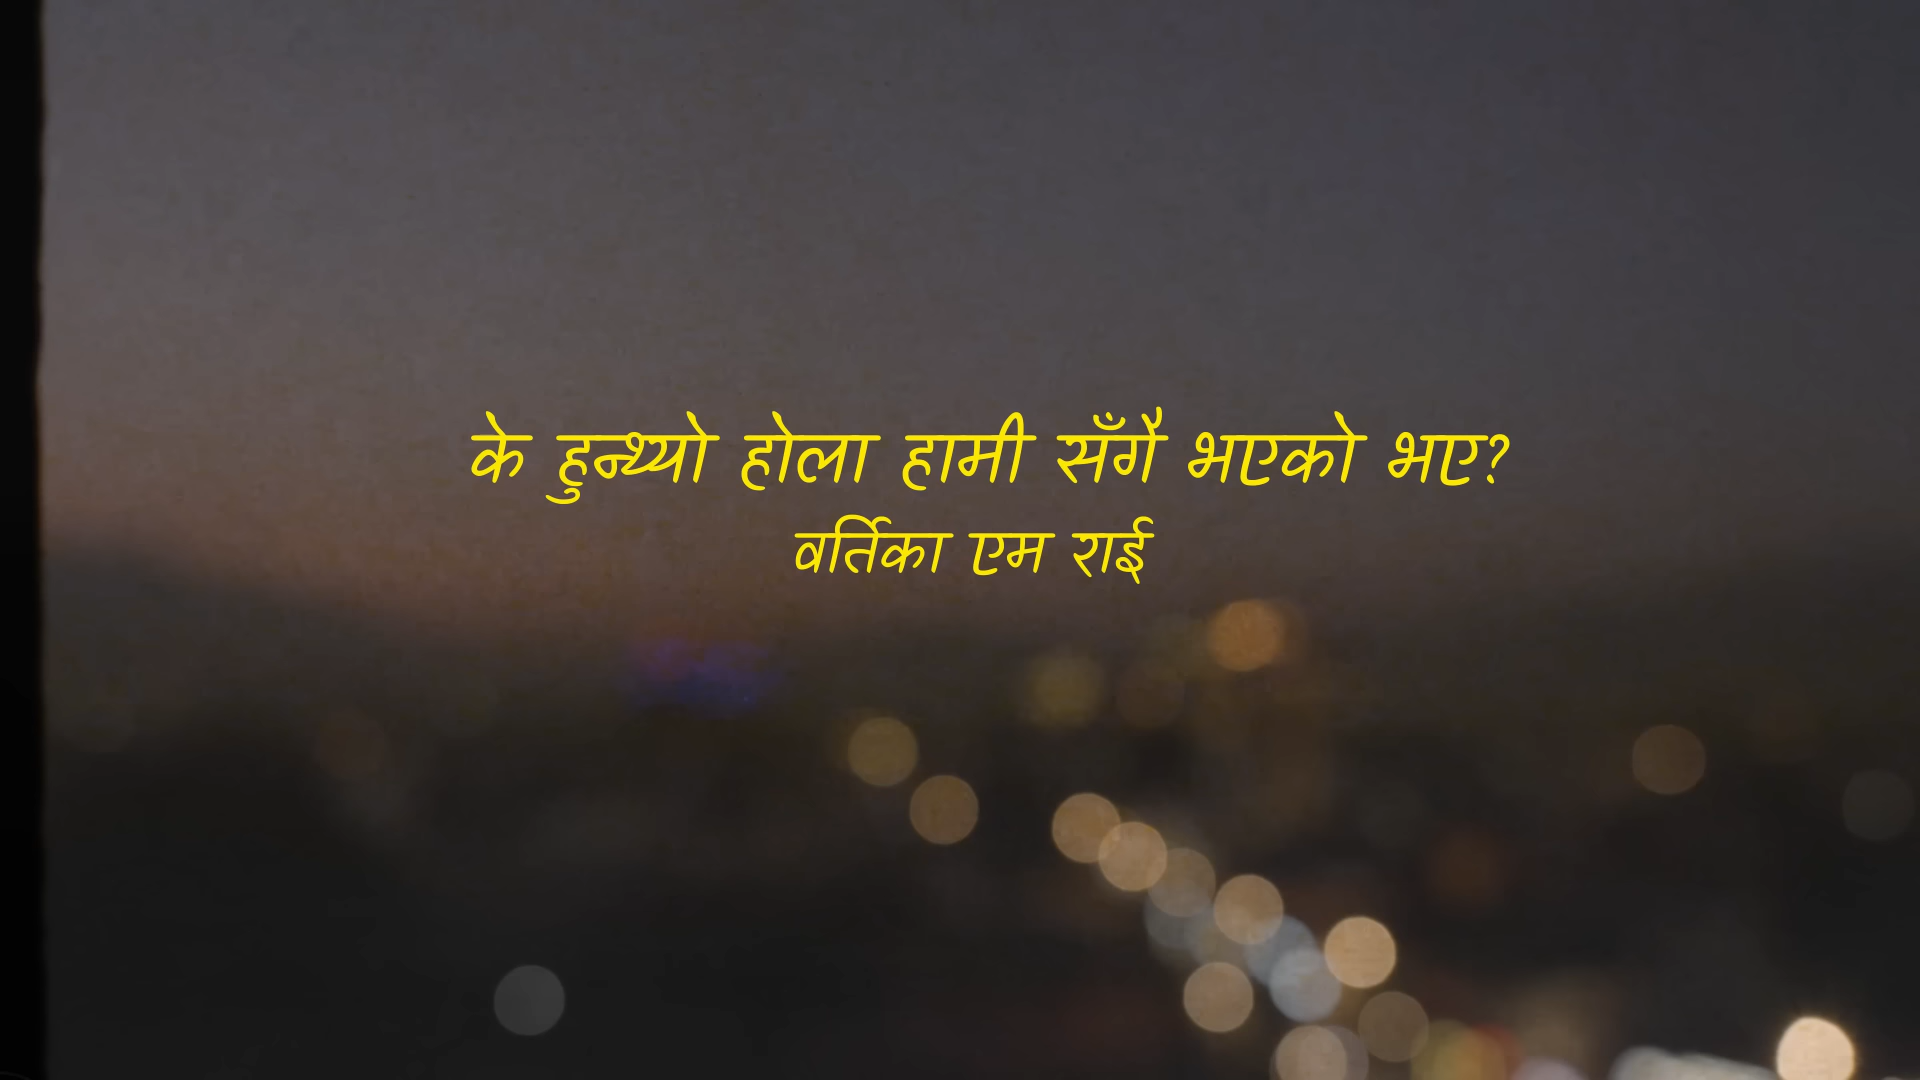 के हुन्थ्यो होला हामी सँगै भएको भए?
वर्तिका एम राई